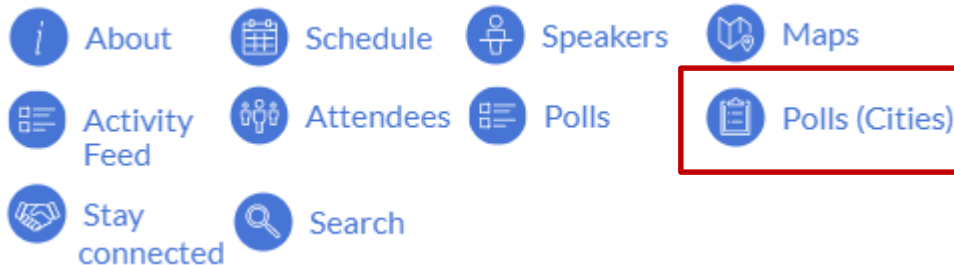 About
Schedule
Speakers
Maps
Activity
Feed
Attendees
Polls
Polls (Cities)
Stay
connected
Search